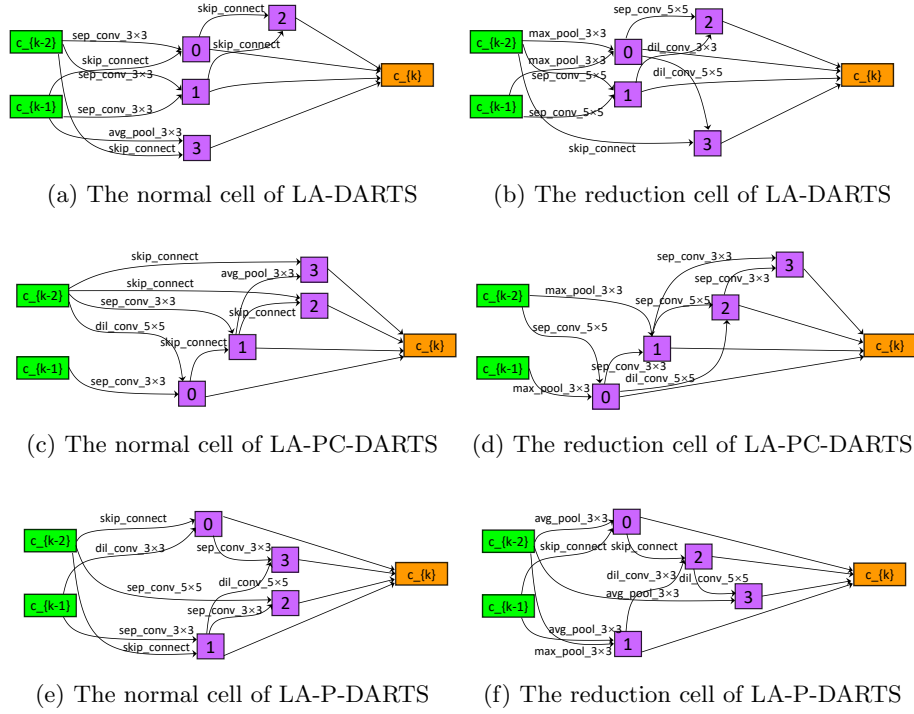 c_{k-2}
sep_conv_3×3
skip_connect
0
skip_connect
2
skip_connect
sep_conv_3×3
c_{k-1}
sep_conv_3×3
1
avg_pool_3×3
skip_connect
3
c_{k}
(a) The normal cell of LA-DARTS
c_{k-2}
max_pool_3×3
max_pool_3×3
0
sep_conv_5×5
2
dil_conv_3×3
sep_conv_5×5
dil_conv_5×5
c_{k-1}
sep_conv_5×5
1
skip_connect
3
c_{k}
(b) The reduction cell of LA-DARTS
skip_connect
avg_pool_3×3
3
c_{k-2}
skip_connect
sep_conv_3×3
skip_connect
2
dil_conv_5×5
skip_connect
1
c_{k}
c_{k-1}
sep_conv_3×3
0
(c) The normal cell of LA-PC-DARTS
sep_conv_3×3
3
sep_conv_3×3
c_{k-2}
max_pool_3×3
sep_conv_5×5
2
sep_conv_5×5
1
c_{k}
c_{k-1}
sep_conv_3×3
dil_conv_5×5
max_pool_3×3
0
(d) The reduction cell of LA-PC-DARTS
skip_connect
0
c_{k-2}
dil_conv_3×3
sep_conv_3×3
3
c_{k}
sep_conv_5×5
dil_conv_5×5
c_{k-1}
sep_conv_3×3
2
sep_conv_3×3
skip_connect
1
(e) The normal cell of LA-P-DARTS
avg_pool_3×3
0
c_{k-2}
skip_connect
skip_connect
2
dil_conv_3×3
dil_conv_5×5
c_{k}
c_{k-1}
avg_pool_3×3
3
avg_pool_3×3
max_pool_3×3
1
(f) The reduction cell of LA-P-DARTS